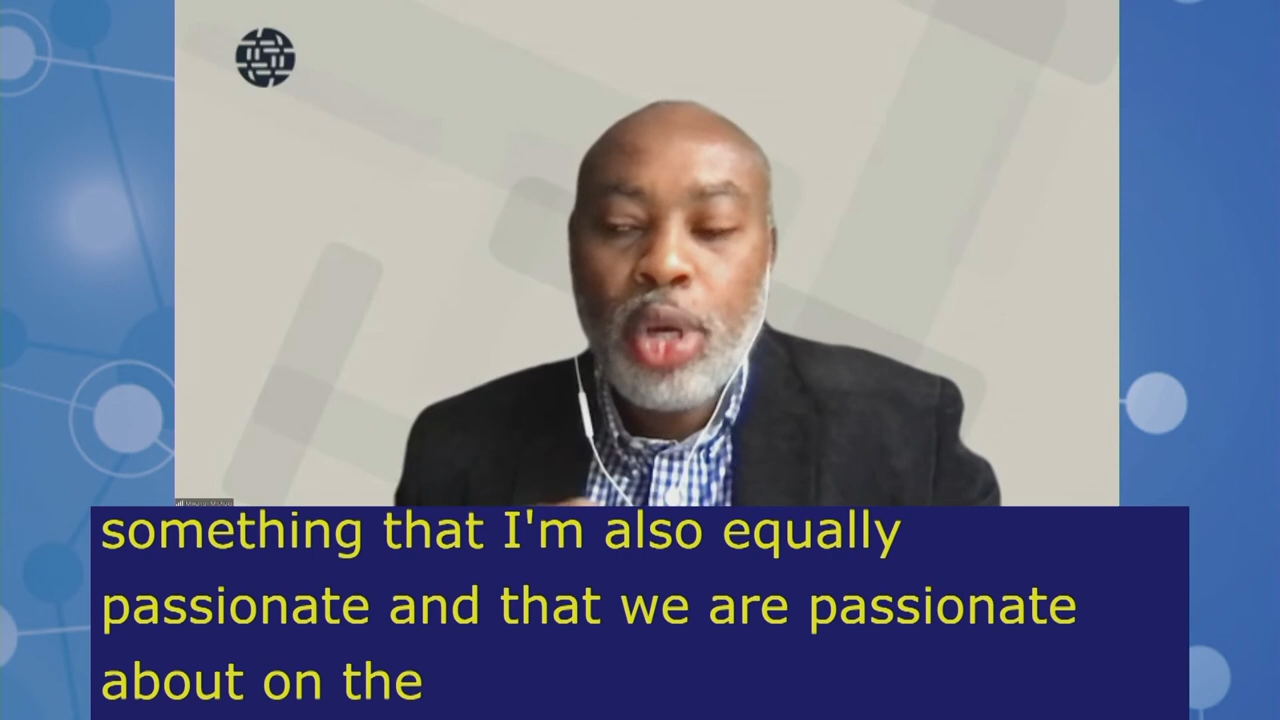 something that I'm also equally
passionate and that we are passionate
about on the